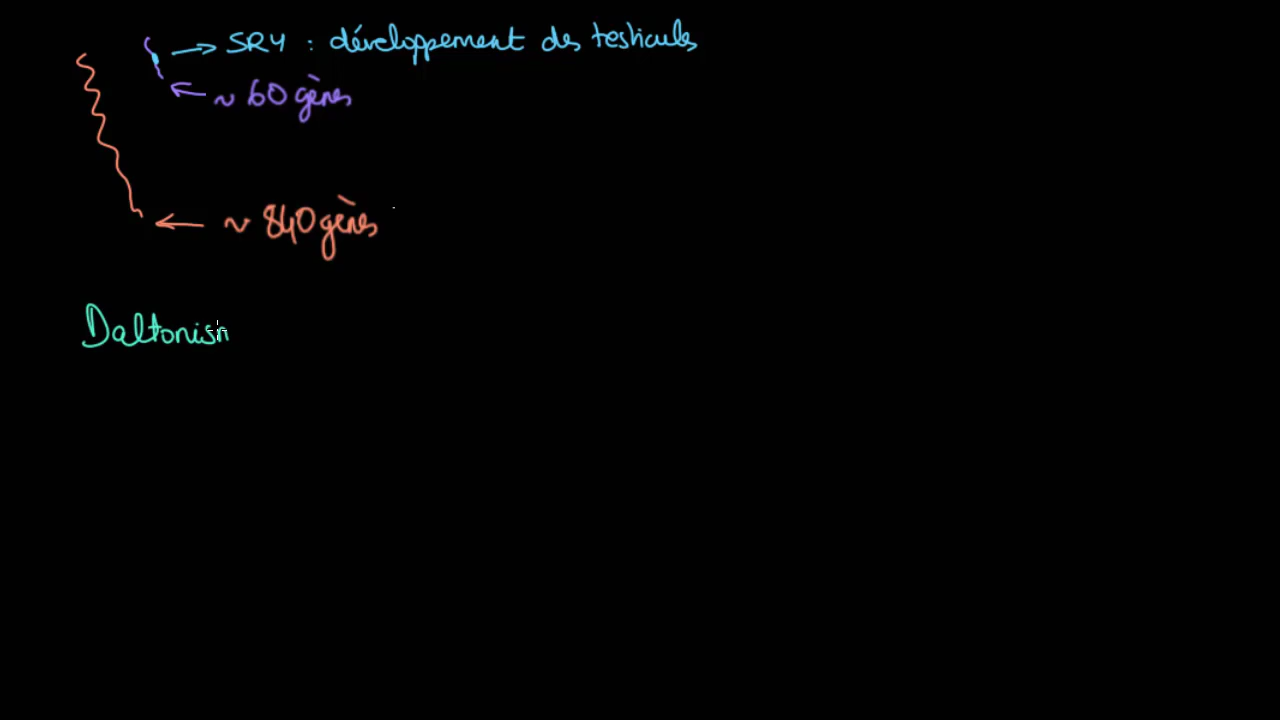 → SRY : développement des testicules
← ~ 60 gènes
← ~ 840 gènes
Daltonism